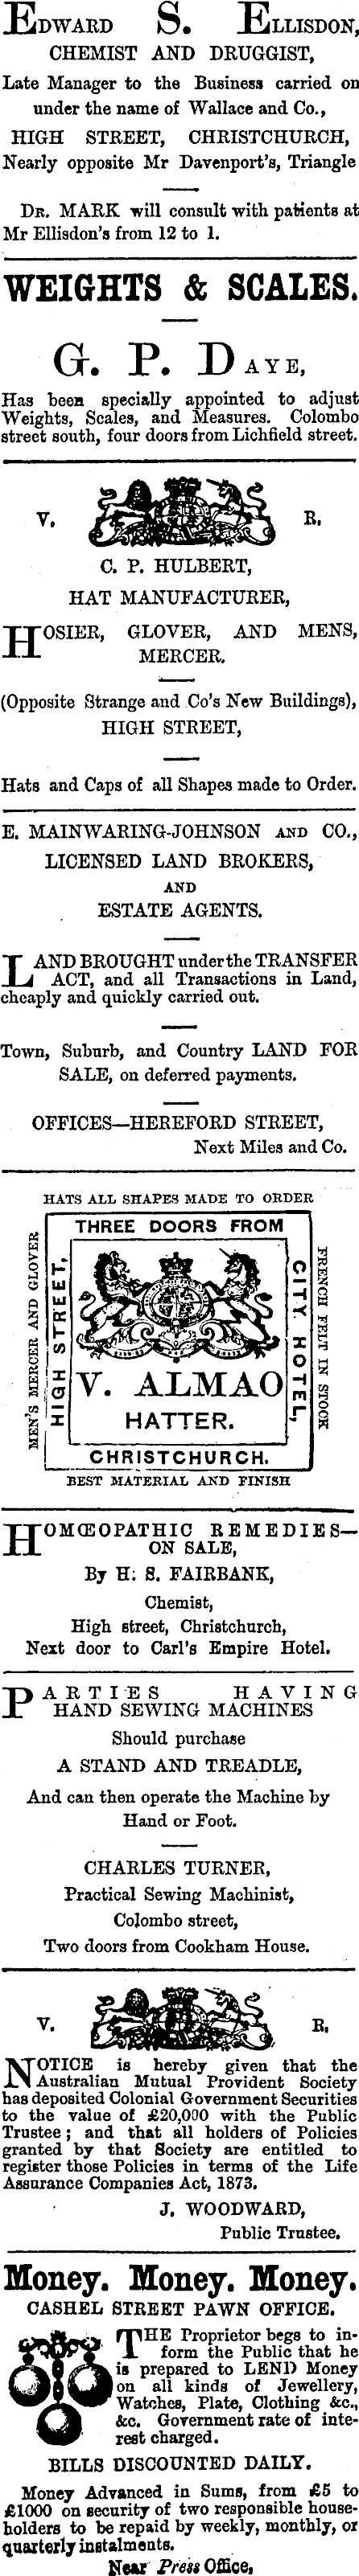 EDWARD S. ELLISDON,
CHEMIST AND DRUGGIST,
Late Manager to the Business carried on
under the name of Wallace and Co.,
HIGH STREET, CHRISTCHURCH,
Nearly opposite Mr Davenport's, Triangle
DR. MARK will consult with patients at
Mr Ellisdon's from 12 to 1.
WEIGHTS & SCALES.
G. P. DAYE,
Has been specially appointed to adjust
Weights, Scales, and Measures. Colombo
street south, four doors from Lichfield street.
V. R.
C. P. HULBERT,
HAT MANUFACTURER,
HOSIER, GLOVER, AND MENS,
MERCER.
(Opposite Strange and Co's New Buildings),
HIGH STREET,
Hats and Caps of all Shapes made to Order.
E. MAINWARING-JOHNSON AND CO.,
LICENSED LAND BROKERS,
AND
ESTATE AGENTS.
LAND BROUGHT under the TRANSFER
ACT, and all Transactions in Land,
cheaply and quickly carried out.
Town, Suburb, and Country LAND FOR
SALE, on deferred payments.
OFFICES—HEREFORD STREET,
Next Miles and Co.
HATS ALL SHAPES MADE TO ORDER
THREE DOORS FROM
MEN'S MERCER AND GLOVER
HIGH STREET,
CITY HOTEL,
FRENCH FELT IN STOCK
V. ALMAO
HATTER.
CHRISTCHURCH.
BEST MATERIAL AND FINISH
HOMŒOPATHIC REMEDIES—
ON SALE,
By H. S. FAIRBANK,
Chemist,
High street, Christchurch,
Next door to Carl's Empire Hotel.
PARTIES HAVING
HAND SEWING MACHINES
Should purchase
A STAND AND TREADLE,
And can then operate the Machine by
Hand or Foot.
CHARLES TURNER,
Practical Sewing Machinist,
Colombo street,
Two doors from Cookham House.
V. R.
NOTICE is hereby given that the
Australian Mutual Provident Society
has deposited Colonial Government Securities
to the value of £20,000 with the Public
Trustee; and that all holders of Policies
granted by that Society are entitled to
register those Policies in terms of the Life
Assurance Companies Act, 1873.
J. WOODWARD,
Public Trustee.
Money. Money. Money.
CASHEL STREET PAWN OFFICE.
THE Proprietor begs to in-
form the Public that he
is prepared to LEND Money
on all kinds of Jewellery,
Watches, Plate, Clothing &c.,
&c. Government rate of inte-
rest charged.
BILLS DISCOUNTED DAILY.
Money Advanced in Sums, from £5 to
£1000 on security of two responsible house-
holders to be repaid by weekly, monthly, or
quarterly instalments.
Near Press Office,